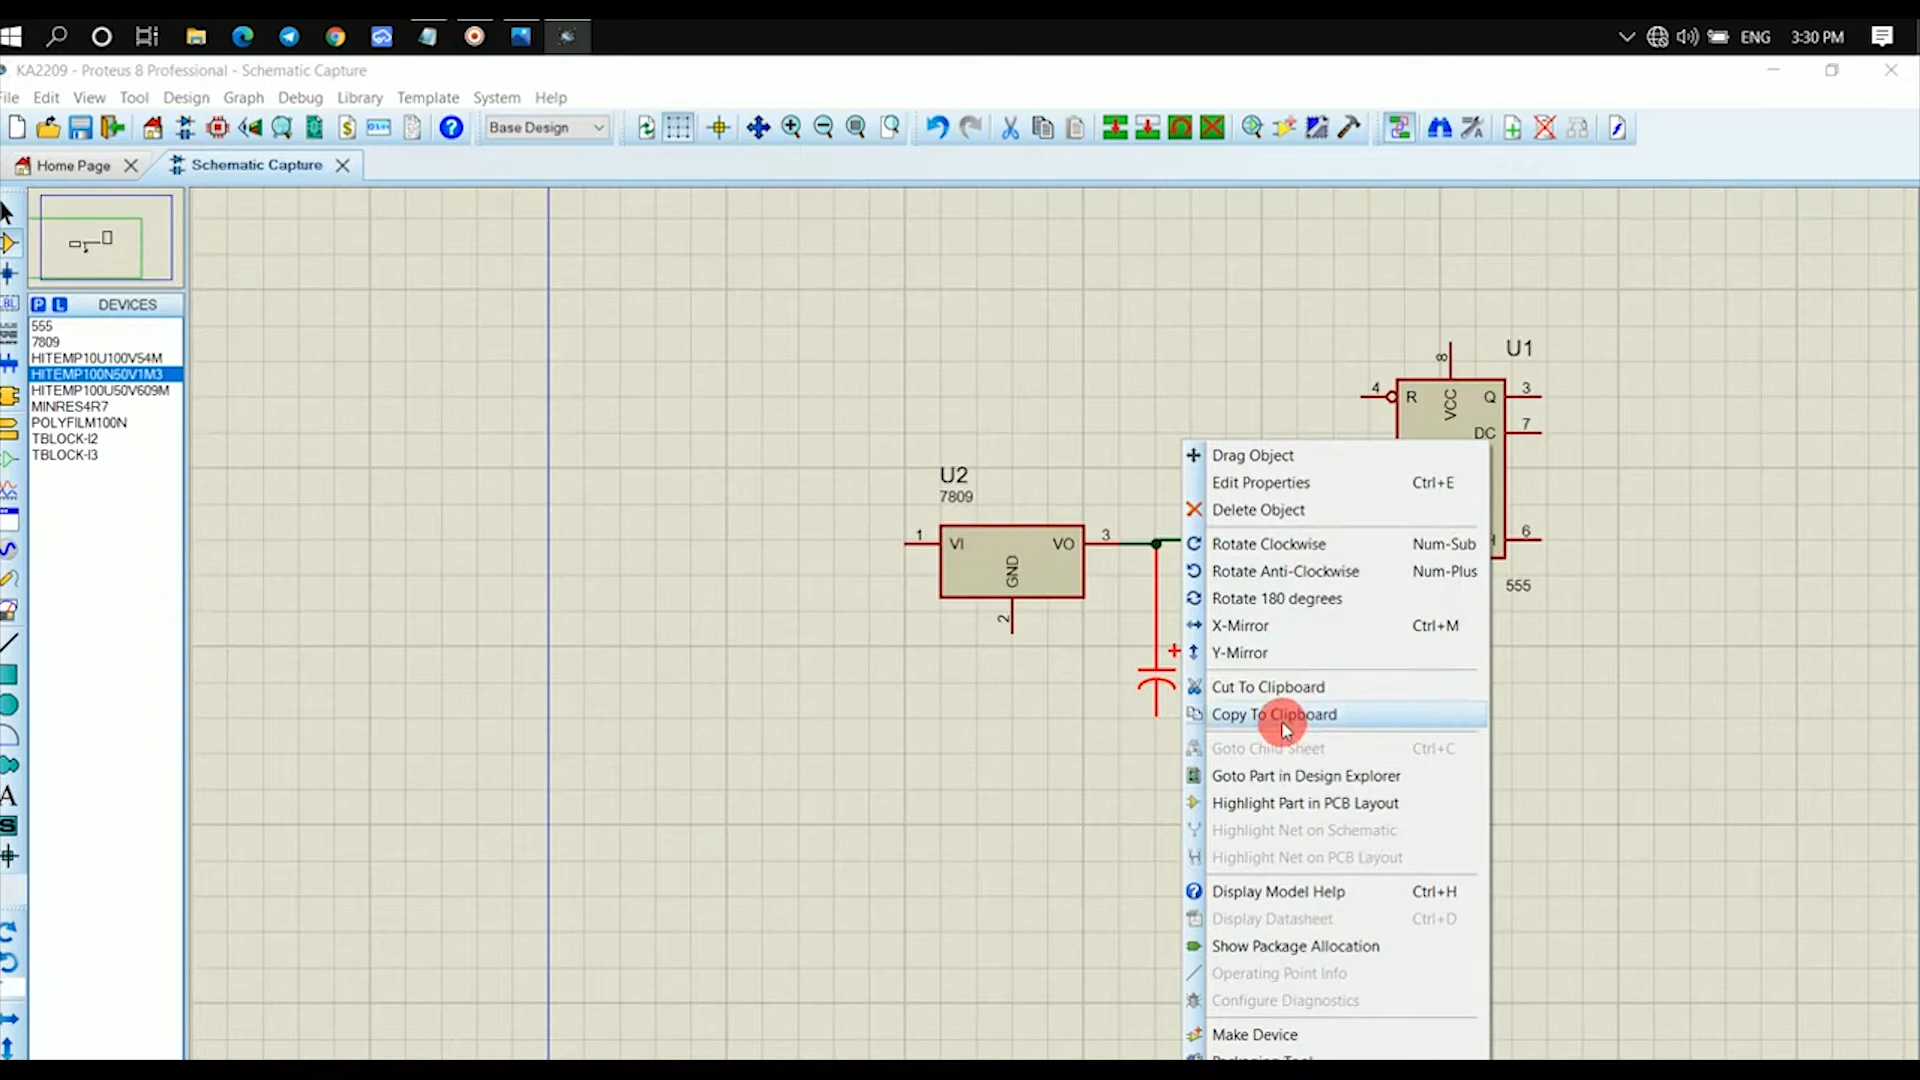 ENG
3:30 PM
KA2209 - Proteus 8 Professional - Schematic Capture
File Edit View Tool Design Graph Debug Library Template System Help
Base Design
Home Page
Schematic Capture
P L DEVICES
555
7809
HITEMP10U100V54M
HITEMP100N50V1M3
HITEMP100U50V609M
MINRES4R7
POLYFILM100N
TBLOCK-I2
TBLOCK-I3
U1
8
4
R
VCC
Q
3
DC
7
6
555
U2
7809
1
VI
VO
3
GND
2
Drag Object
Edit Properties Ctrl+E
Delete Object
Rotate Clockwise Num-Sub
Rotate Anti-Clockwise Num-Plus
Rotate 180 degrees
X-Mirror Ctrl+M
Y-Mirror
Cut To Clipboard
Copy To Clipboard
Goto Child Sheet Ctrl+C
Goto Part in Design Explorer
Highlight Part in PCB Layout
Highlight Net on Schematic
Highlight Net on PCB Layout
Display Model Help Ctrl+H
Display Datasheet Ctrl+D
Show Package Allocation
Operating Point Info
Configure Diagnostics
Make Device
Packaging Tool